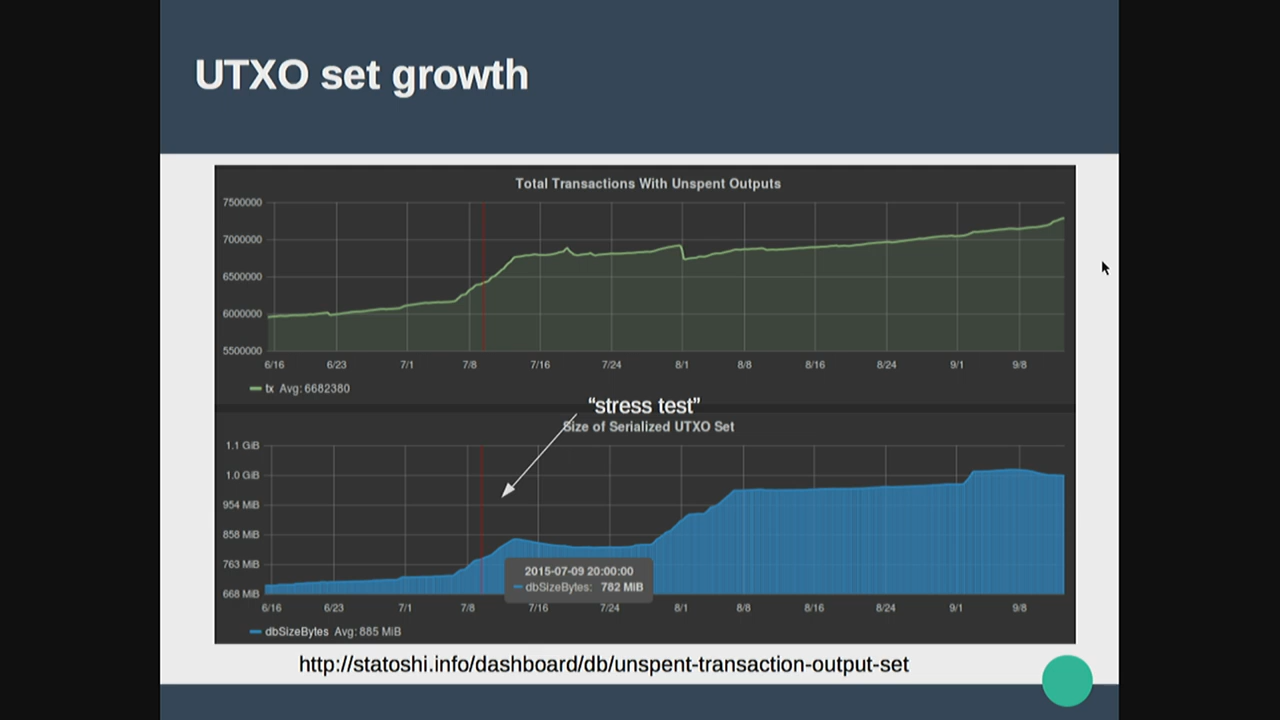 UTXO set growth
Total Transactions With Unspent Outputs
7500000
7000000
6500000
6000000
5500000
6/16 6/23 7/1 7/8 7/16 7/24 8/1 8/8 8/16 8/24 9/1 9/8
tx Avg: 6682380
“stress test”
Size of Serialized UTXO Set
1.1 GiB
1.0 GiB
954 MiB
858 MiB
763 MiB
668 MiB
2015-07-09 20:00:00
dbSizeBytes: 782 MiB
6/16 6/23 7/1 7/8 7/16 7/24 8/1 8/8 8/16 8/24 9/1 9/8
dbSizeBytes Avg: 885 MiB
http://statoshi.info/dashboard/db/unspent-transaction-output-set